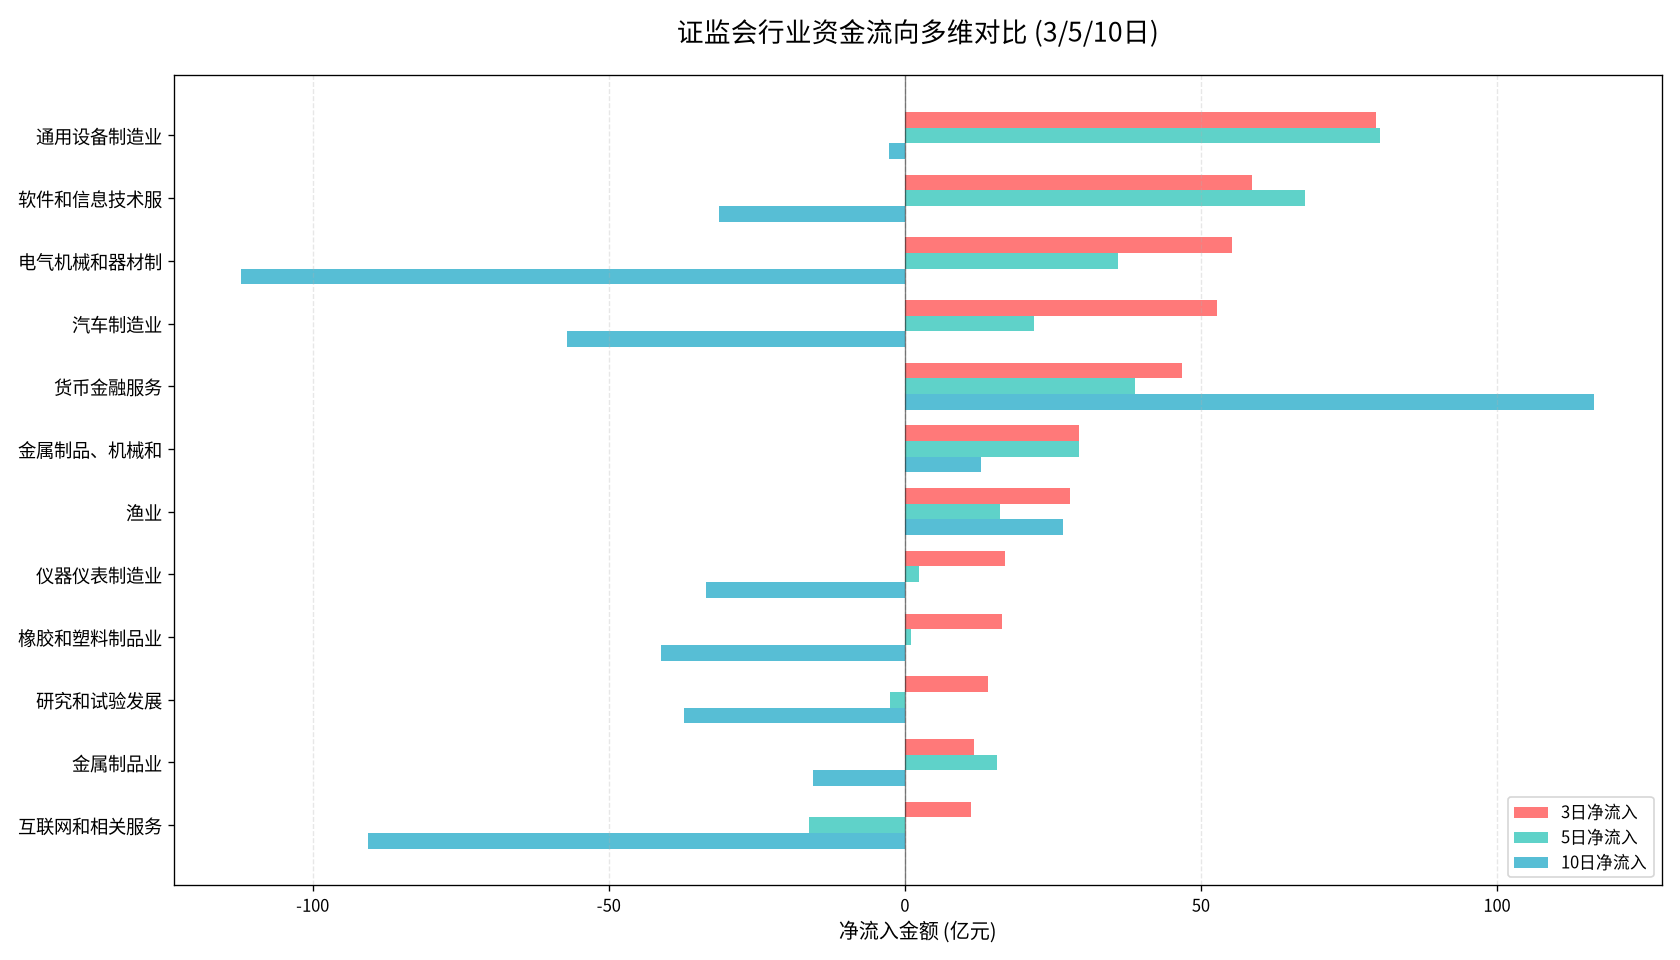 证监会行业资金流向多维对比 (3/5/10日)
通用设备制造业
软件和信息技术服
电气机械和器材制
汽车制造业
货币金融服务
金属制品、机械和
渔业
仪器仪表制造业
橡胶和塑料制品业
研究和试验发展
金属制品业
互联网和相关服务
3日净流入
5日净流入
10日净流入
-100 -50 0 50 100
净流入金额 (亿元)